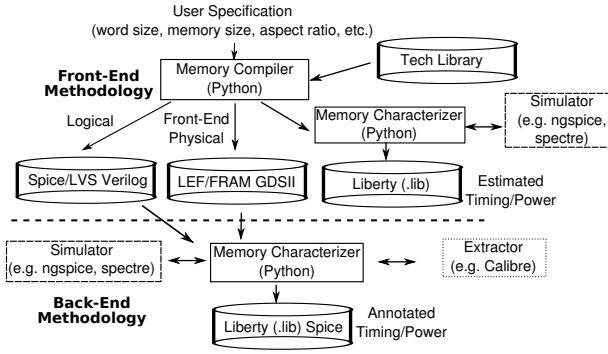 User Specification
(word size, memory size, aspect ratio, etc.)
Front-End
Methodology
Memory Compiler
(Python)
Tech Library
Logical
Front-End
Physical
Memory Characterizer
(Python)
Simulator
(e.g. ngspice,
spectre)
Spice/LVS Verilog
LEF/FRAM GDSII
Liberty (.lib)
Estimated
Timing/Power
Simulator
(e.g. ngspice, spectre)
Memory Characterizer
(Python)
Extractor
(e.g. Calibre)
Back-End
Methodology
Liberty (.lib) Spice
Annotated
Timing/Power